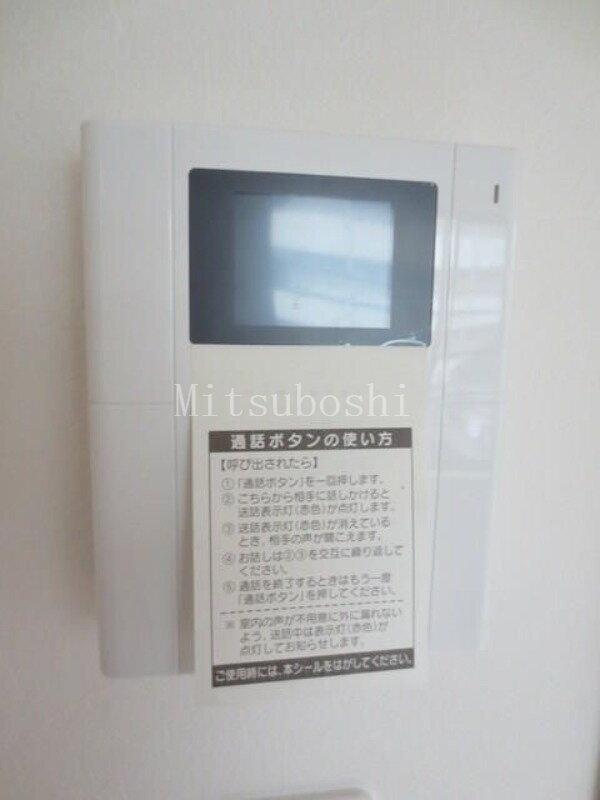 Mitsuboshi
通話ボタンの使い方
【呼び出されたら】
① 「通話ボタン」を一回押します。
② こちらから相手に話しかけると
送話表示灯(赤色)が点灯します。
③ 送話表示灯(赤色)が消えている
とき、相手の声が聞こえます。
④ お話しは②③を交互に繰り返して
ください。
⑤ 通話を終了するときはもう一度
「通話ボタン」を押してください。
※ 室内の声が不用意に外に漏れない
よう、送話中は表示灯(赤色)が
点灯してお知らせします。
ご使用時には、本シールをはがしてください。